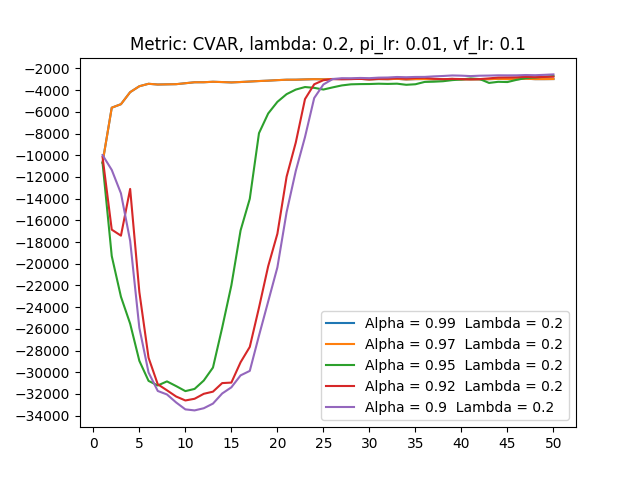 Metric: CVAR, lambda: 0.2, pi_lr: 0.01, vf_lr: 0.1
−2000
−4000
−6000
−8000
−10000
−12000
−14000
−16000
−18000
−20000
−22000
−24000
−26000
−28000
−30000
−32000
−34000
Alpha = 0.99  Lambda = 0.2
Alpha = 0.97  Lambda = 0.2
Alpha = 0.95  Lambda = 0.2
Alpha = 0.92  Lambda = 0.2
Alpha = 0.9  Lambda = 0.2
0 5 10 15 20 25 30 35 40 45 50